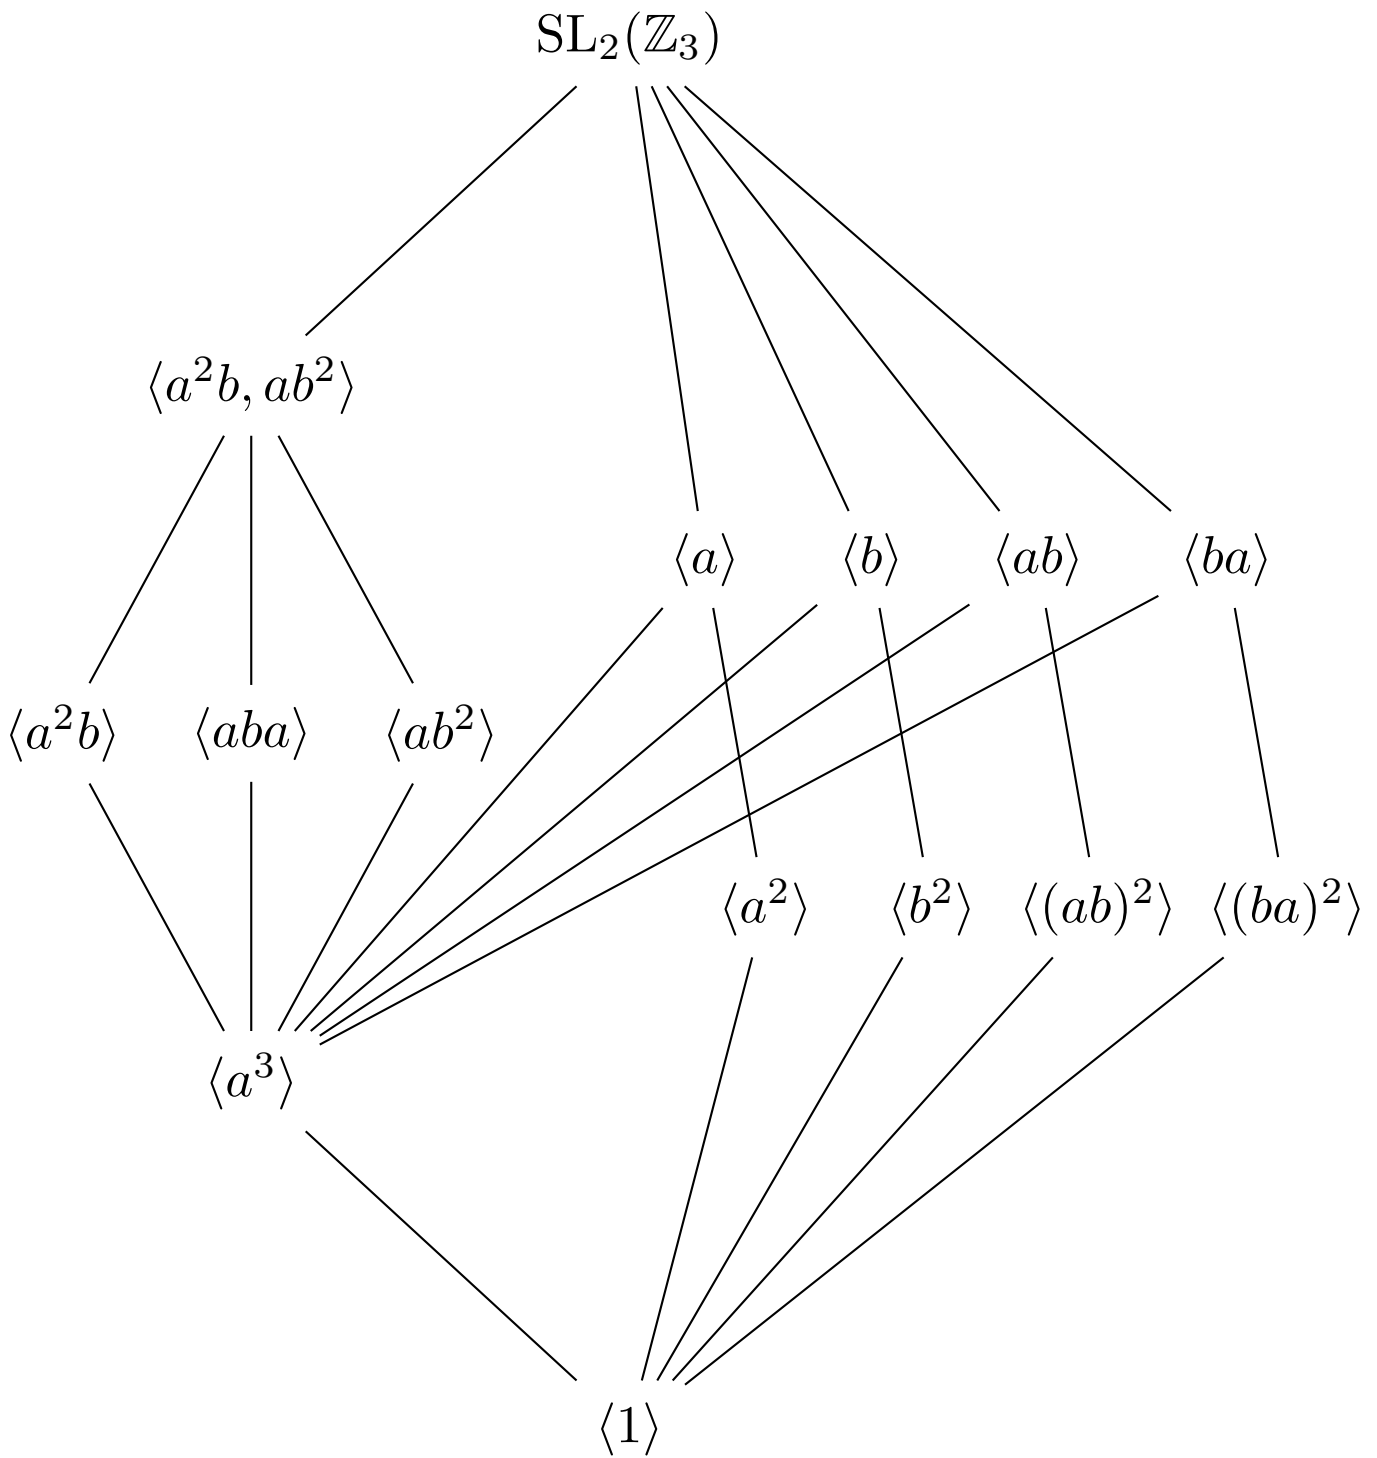 SL₂(ℤ₃)
⟨a²b, ab²⟩
⟨a⟩ ⟨b⟩ ⟨ab⟩ ⟨ba⟩
⟨a²b⟩ ⟨aba⟩ ⟨ab²⟩
⟨a²⟩ ⟨b²⟩ ⟨(ab)²⟩ ⟨(ba)²⟩
⟨a³⟩
⟨1⟩